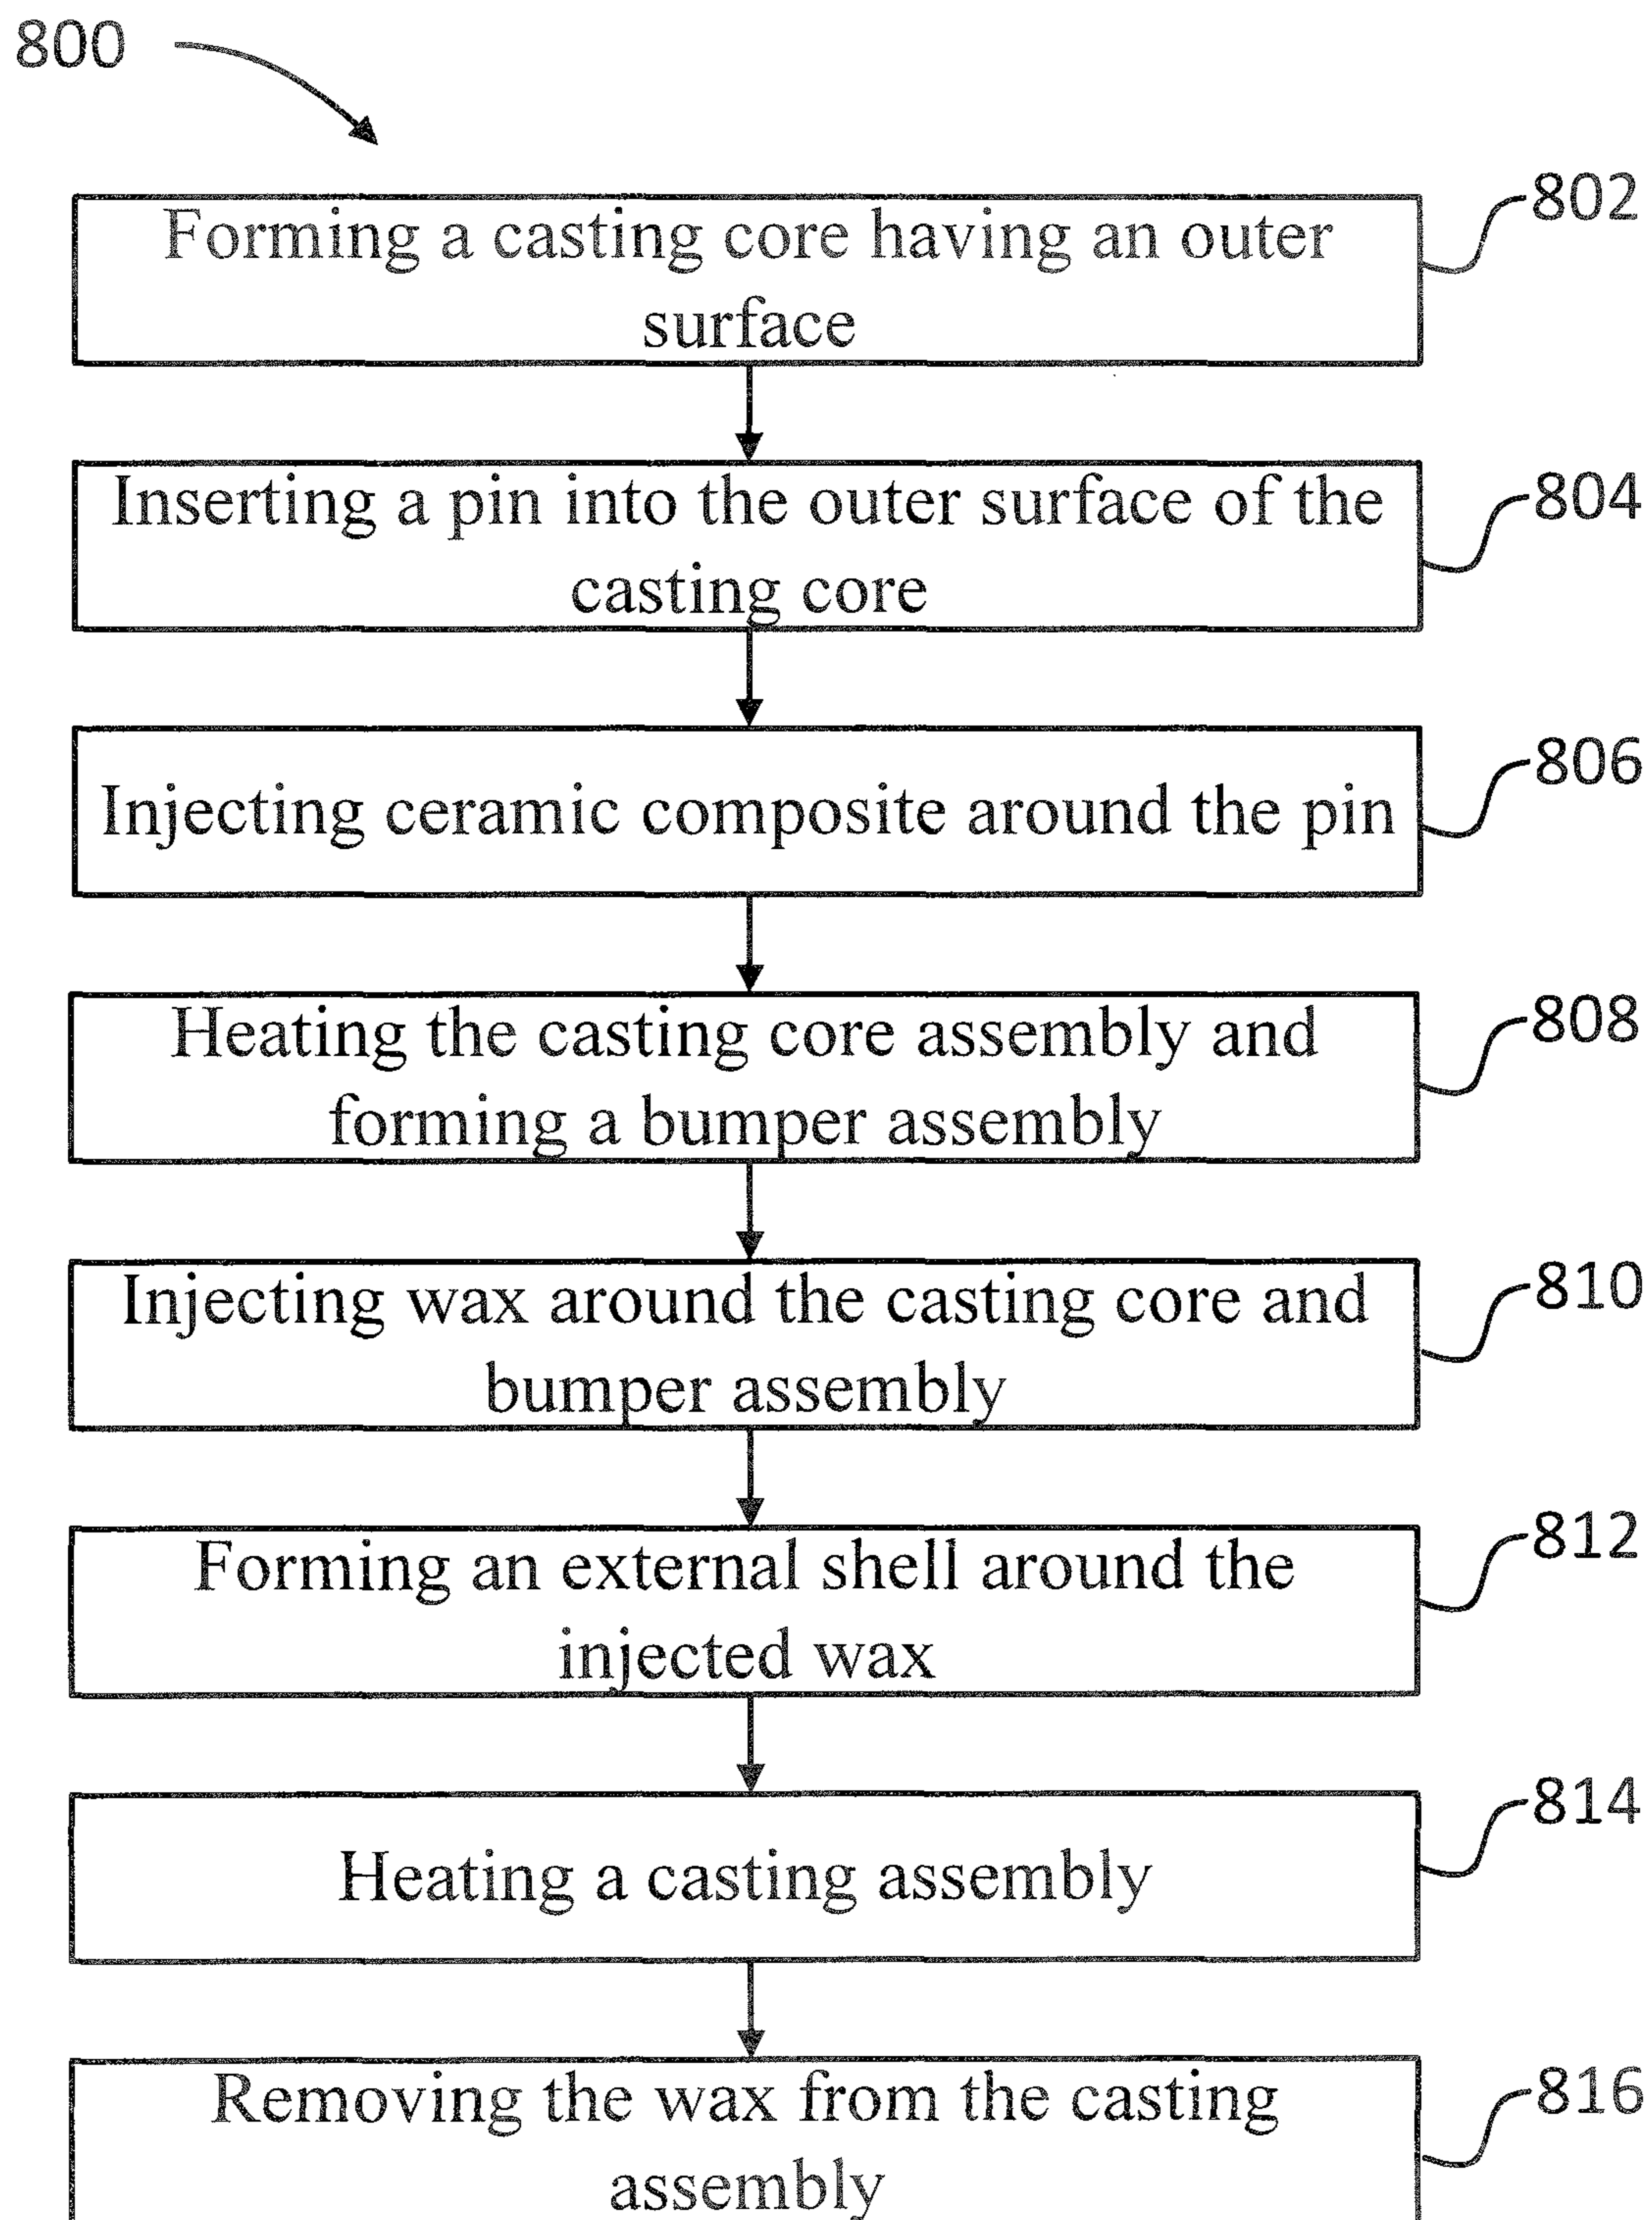 800
802
Forming a casting core having an outer
surface
804
Inserting a pin into the outer surface of the
casting core
806
Injecting ceramic composite around the pin
808
Heating the casting core assembly and
forming a bumper assembly
810
Injecting wax around the casting core and
bumper assembly
812
Forming an external shell around the
injected wax
814
Heating a casting assembly
816
Removing the wax from the casting
assembly